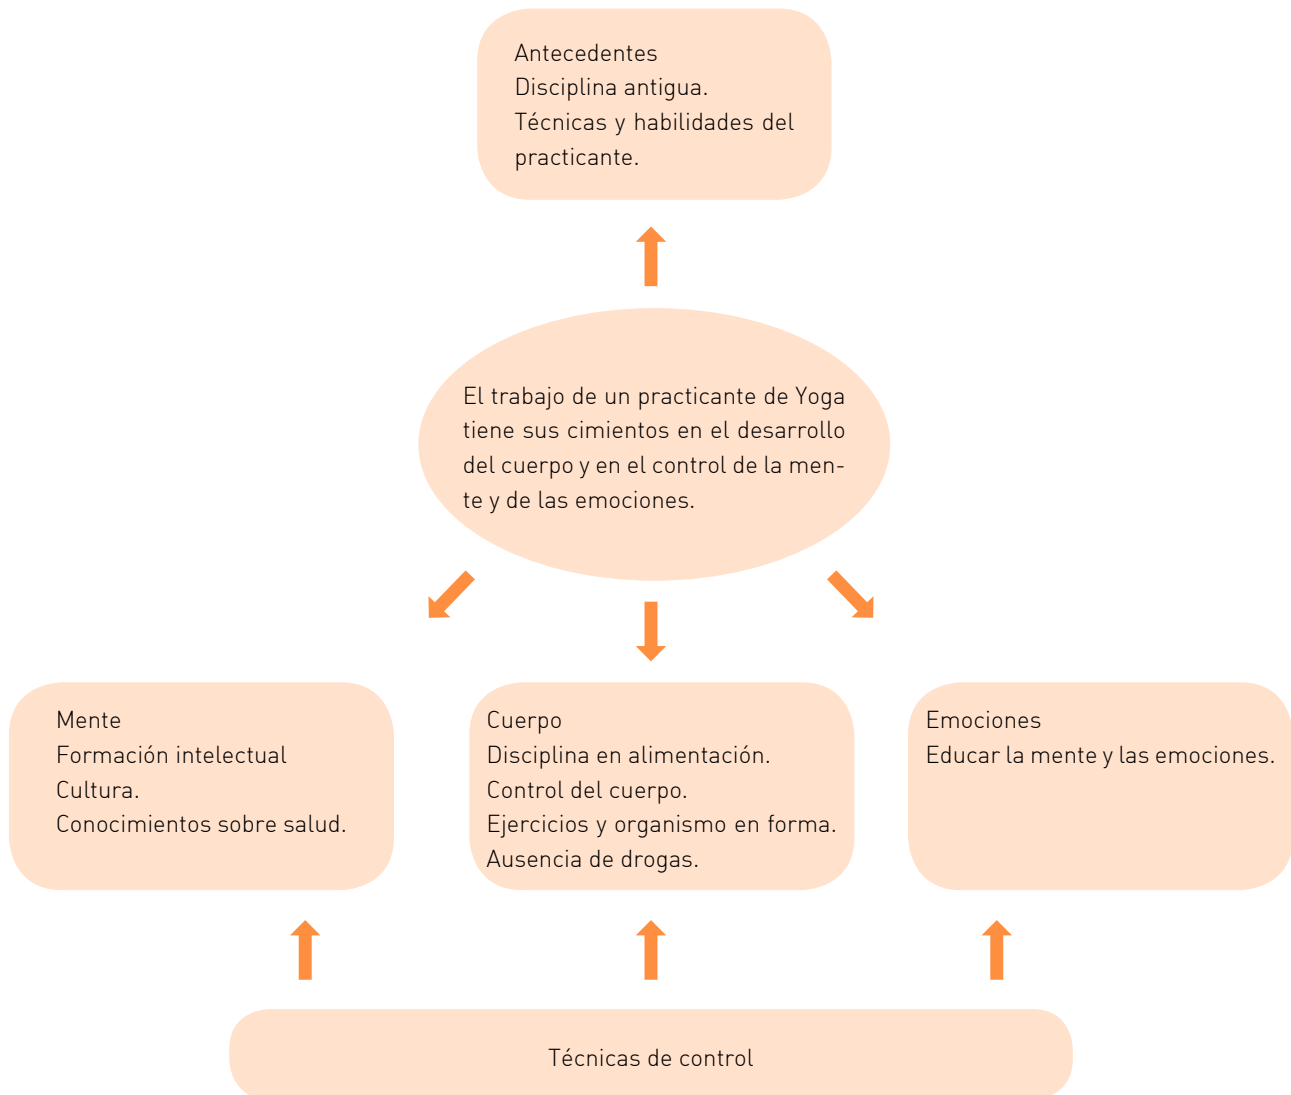 Antecedentes
Disciplina antigua.
Técnicas y habilidades del
practicante.
El trabajo de un practicante de Yoga
tiene sus cimientos en el desarrollo
del cuerpo y en el control de la men-
te y de las emociones.
Mente
Formación intelectual
Cultura.
Conocimientos sobre salud.
Cuerpo
Disciplina en alimentación.
Control del cuerpo.
Ejercicios y organismo en forma.
Ausencia de drogas.
Emociones
Educar la mente y las emociones.
Técnicas de control